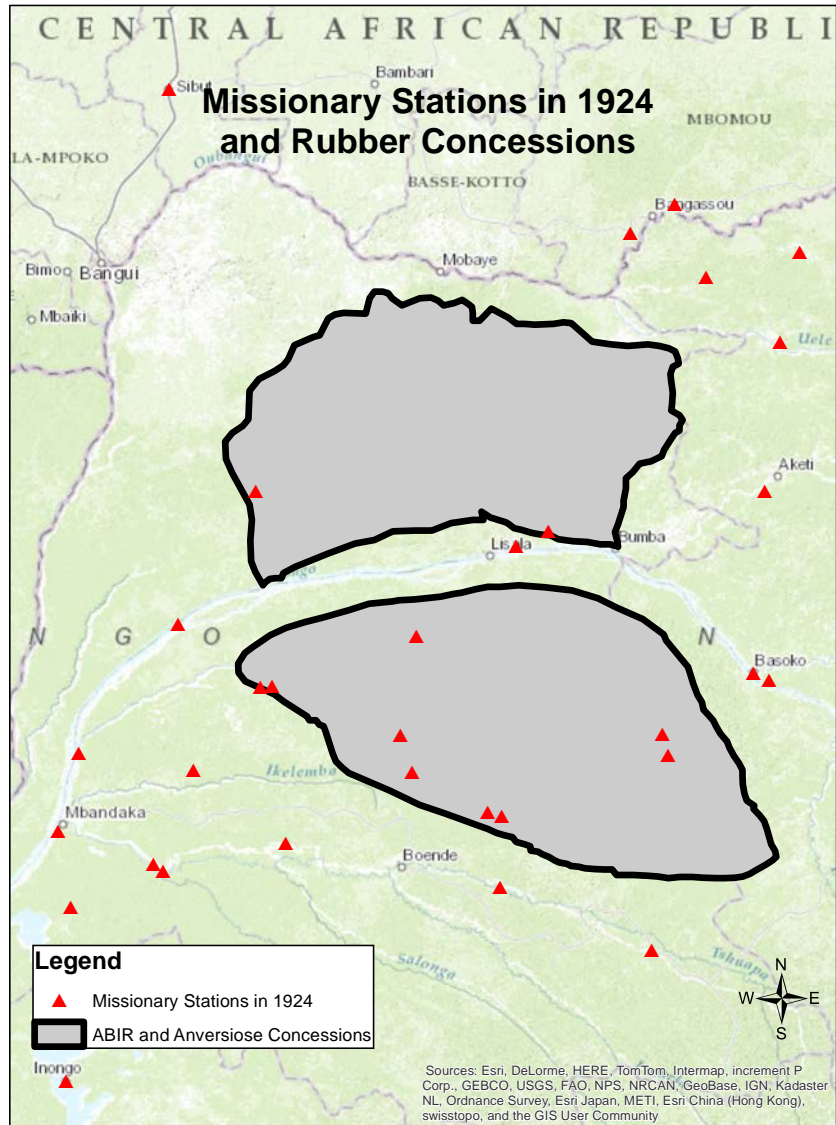 CENTRAL AFRICAN REPUBLI
Sibut
Bambari
Missionary Stations in 1924
and Rubber Concessions
MBOMOU
LA-MPOKO
Oubangui
BASSE-KOTTO
Bangassou
Mobaye
Bimbo
Bangui
Mbaiki
Uele
Aketi
Lisala
Bumba
NGO
N
Basoko
Ikelemba
Mbandaka
Boende
Salonga
Tshuapa
Legend
Missionary Stations in 1924
ABIR and Anversiose Concessions
N
W
E
S
Inongo
Sources: Esri, DeLorme, HERE, TomTom, Intermap, increment P
Corp., GEBCO, USGS, FAO, NPS, NRCAN, GeoBase, IGN, Kadaster
NL, Ordnance Survey, Esri Japan, METI, Esri China (Hong Kong),
swisstopo, and the GIS User Community